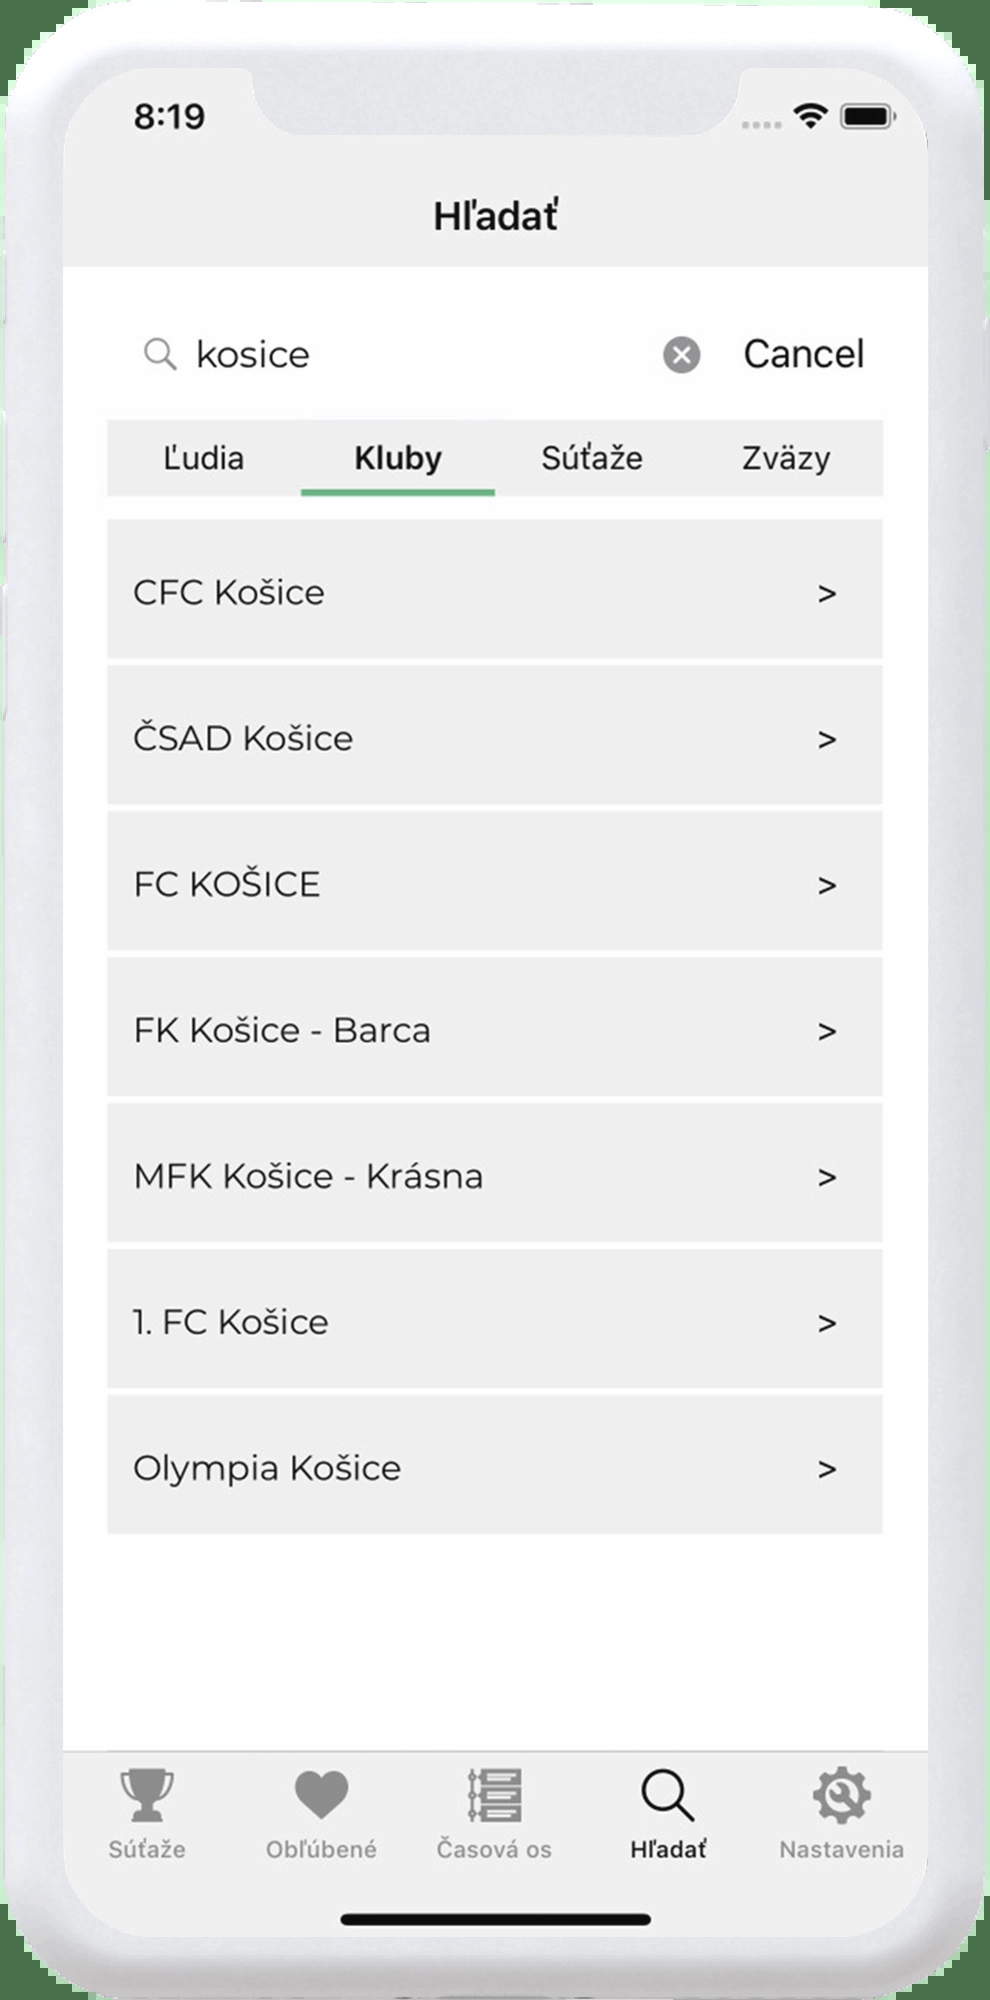 8:19
Hľadať
kosice
Cancel
Ľudia Kluby Súťaže Zväzy
CFC Košice >
ČSAD Košice >
FC KOŠICE >
FK Košice - Barca >
MFK Košice - Krásna >
1. FC Košice >
Olympia Košice >
Súťaže Obľúbené Časová os Hľadať Nastavenia